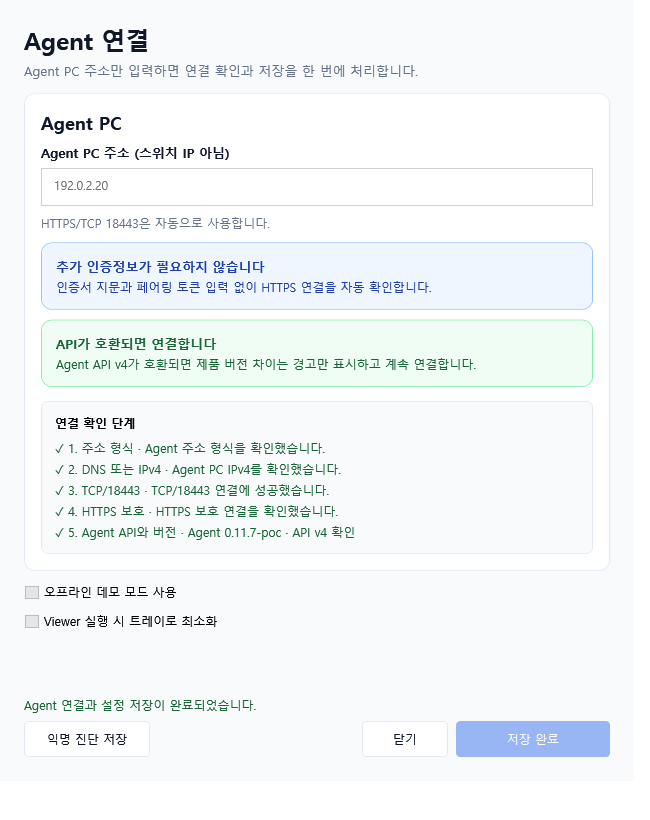 Agent 연결
Agent PC 주소만 입력하면 연결 확인과 저장을 한 번에 처리합니다.
Agent PC
Agent PC 주소 (스위치 IP 아님)
192.0.2.20
HTTPS/TCP 18443은 자동으로 사용합니다.
추가 인증정보가 필요하지 않습니다
인증서 지문과 페어링 토큰 입력 없이 HTTPS 연결을 자동 확인합니다.
API가 호환되면 연결합니다
Agent API v4가 호환되면 제품 버전 차이는 경고만 표시하고 계속 연결합니다.
연결 확인 단계
✓ 1. 주소 형식 · Agent 주소 형식을 확인했습니다.
✓ 2. DNS 또는 IPv4 · Agent PC IPv4를 확인했습니다.
✓ 3. TCP/18443 · TCP/18443 연결에 성공했습니다.
✓ 4. HTTPS 보호 · HTTPS 보호 연결을 확인했습니다.
✓ 5. Agent API와 버전 · Agent 0.11.7-poc · API v4 확인
오프라인 데모 모드 사용
Viewer 실행 시 트레이로 최소화
Agent 연결과 설정 저장이 완료되었습니다.
익명 진단 저장
닫기
저장 완료